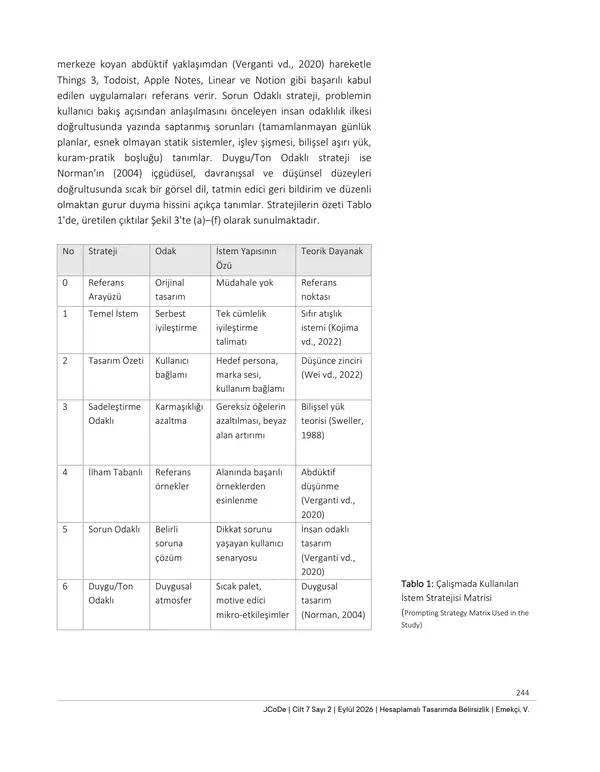 merkeze koyan abdüktif yaklaşımdan (Verganti vd., 2020) hareketle
Things 3, Todoist, Apple Notes, Linear ve Notion gibi başarılı kabul
edilen uygulamaları referans verir. Sorun Odaklı strateji, problemin
kullanıcı bakış açısından anlaşılmasını önceleyen insan odaklılık ilkesi
doğrultusunda yazında saptanmış sorunları (tamamlanmayan günlük
planlar, esnek olmayan statik sistemler, işlev şişmesi, bilişsel aşırı yük,
kuram-pratik boşluğu) tanımlar. Duygu/Ton Odaklı strateji ise
Norman'ın (2004) içgüdüsel, davranışsal ve düşünsel düzeyleri
doğrultusunda sıcak bir görsel dil, tatmin edici geri bildirim ve düzenli
olmaktan gurur duyma hissini açıkça tanımlar. Stratejilerin özeti Tablo
1'de, üretilen çıktılar Şekil 3'te (a)–(f) olarak sunulmaktadır.
No Strateji Odak İstem Yapısının Teorik Dayanak
Özü
0 Referans Orijinal Müdahale yok Referans
Arayüzü tasarım noktası
1 Temel İstem Serbest Tek cümlelik Sıfır atışlık
iyileştirme iyileştirme istemi (Kojima
talimatı vd., 2022)
2 Tasarım Özeti Kullanıcı Hedef persona, Düşünce zinciri
bağlamı marka sesi, (Wei vd., 2022)
kullanım bağlamı
3 Sadeleştirme Karmaşıklığı Gereksiz öğelerin Bilişsel yük
Odaklı azaltma azaltılması, beyaz teorisi (Sweller,
alan artırımı 1988)
4 İlham Tabanlı Referans Alanında başarılı Abdüktif
örnekler örneklerden düşünme
esinlenme (Verganti vd.,
2020)
5 Sorun Odaklı Belirli Dikkat sorunu İnsan odaklı
soruna yaşayan kullanıcı tasarım
çözüm senaryosu (Verganti vd.,
2020)
6 Duygu/Ton Duygusal Sıcak palet, Duygusal
Odaklı atmosfer motive edici tasarım
mikro-etkileşimler (Norman, 2004)
Tablo 1: Çalışmada Kullanılan
İstem Stratejisi Matrisi
(Prompting Strategy Matrix Used in the
Study)
244
JCoDe | Cilt 7 Sayı 2 | Eylül 2026 | Hesaplamalı Tasarımda Belirsizlik | Emekçi, V.